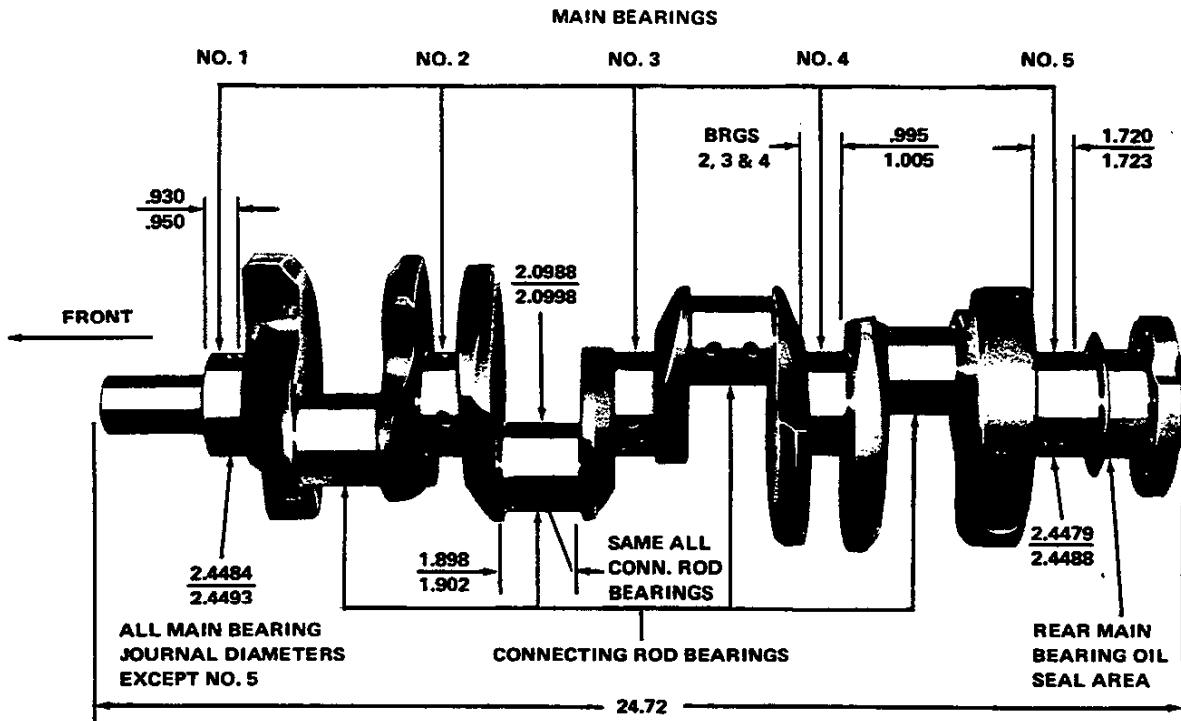 MAIN BEARINGS
NO. 1 NO. 2 NO. 3 NO. 4 NO. 5
BRGS
2, 3 & 4
.995
1.005
1.720
1.723
.930
.950
2.0988
2.0998
FRONT
1.898
1.902
SAME ALL
CONN. ROD
BEARINGS
2.4479
2.4488
2.4484
2.4493
ALL MAIN BEARING
JOURNAL DIAMETERS
EXCEPT NO. 5
CONNECTING ROD BEARINGS
REAR MAIN
BEARING OIL
SEAL AREA
24.72